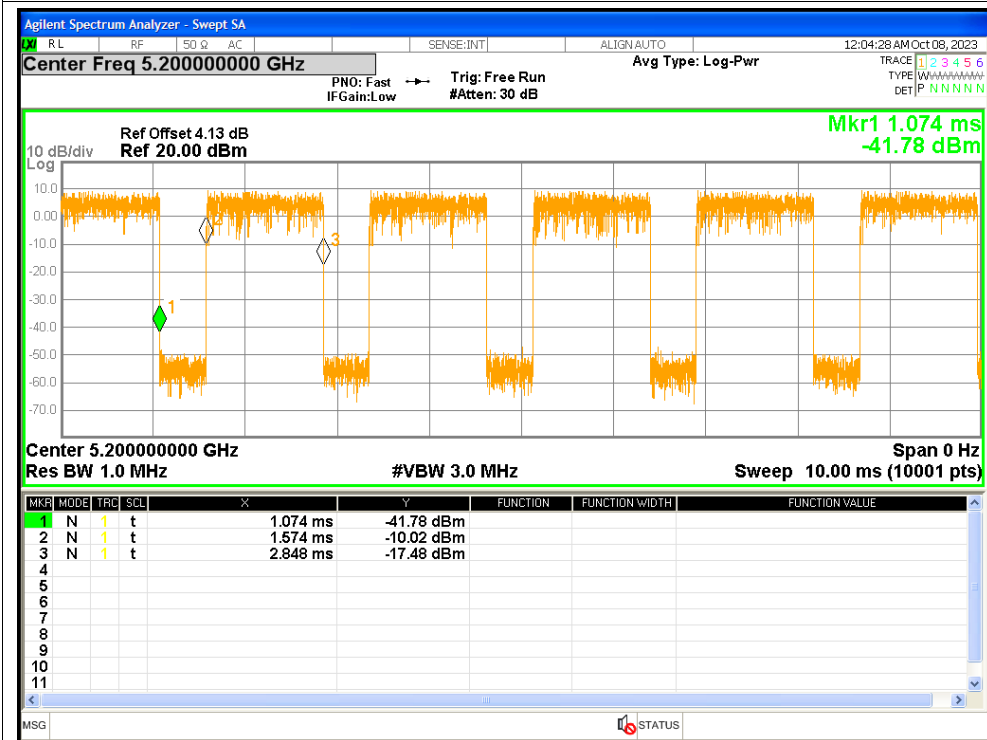 Agilent Spectrum Analyzer - Swept SA
LXI RL RF 50 Ω AC SENSE:INT ALIGN AUTO 12:04:28 AM Oct 08, 2023
Center Freq 5.200000000 GHz Avg Type: Log-Pwr TRACE 1 2 3 4 5 6
PNO: Fast Trig: Free Run TYPE W
IFGain:Low #Atten: 30 dB DET P N N N N N
Mkr1 1.074 ms
Ref Offset 4.13 dB
10 dB/div Ref 20.00 dBm -41.78 dBm
Log
10.0
0.00
2
-10.0
3
-20.0
-30.0
1
-40.0
-50.0
-60.0
-70.0
Center 5.200000000 GHz Span 0 Hz
Res BW 1.0 MHz #VBW 3.0 MHz Sweep 10.00 ms (10001 pts)
MKR MODE TRC SCL X Y FUNCTION FUNCTION WIDTH FUNCTION VALUE
1 N 1 t 1.074 ms -41.78 dBm
2 N 1 t 1.574 ms -10.02 dBm
3 N 1 t 2.848 ms -17.48 dBm
4
5
6
7
8
9
10
11
MSG STATUS